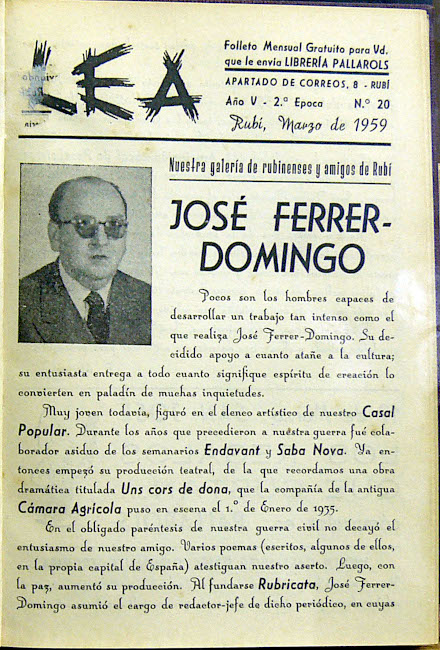 LEA
Folleto Mensual Gratuito para Vd.
que le envía LIBRERÍA PALLAROLS
APARTADO DE CORREOS, 8 - RUBÍ
Año V - 2.ª Epoca N.º 20
Rubí, Marzo de 1959
Nuestra galería de rubinenses y amigos de Rubí
JOSÉ FERRER-
DOMINGO
Pocos son los hombres capaces de
desarrollar un trabajo tan intenso como el
que realiza José Ferrer-Domingo. Su de-
cidido apoyo a cuanto atañe a la cultura;
su entusiasta entrega a todo cuanto signifique espíritu de creación lo
convierten en paladín de muchas inquietudes.
Muy joven todavía, figuró en el elenco artístico de nuestro Casal
Popular. Durante los años que precedieron a nuestra guerra fué cola-
borador asiduo de los semanarios Endavant y Saba Nova. Ya en-
tonces empezó su producción teatral, de la que recordamos una obra
dramática titulada Uns cors de dona, que la compañía de la antigua
Cámara Agrícola puso en escena el 1.º de Enero de 1935.
En el obligado paréntesis de nuestra guerra civil no decayó el
entusiasmo de nuestro amigo. Varios poemas (escritos, algunos de ellos,
en la propia capital de España) atestiguan nuestro aserto. Luego, con
la paz, aumentó su producción. Al fundarse Rubricata, José Ferrer-
Domingo asumió el cargo de redactor-jefe de dicho periódico, en cuyas